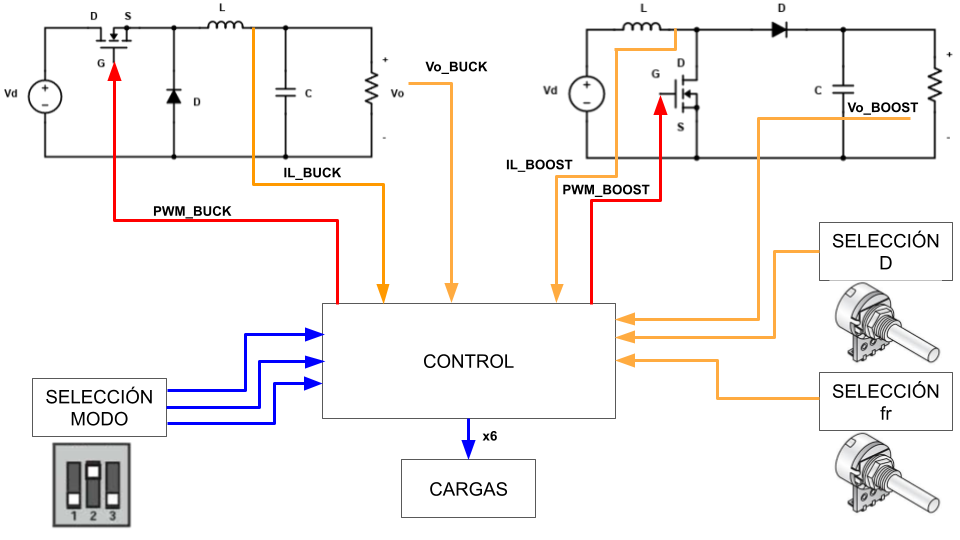 L
D S
G
Vd
+
−
D
C
+
Vo
-
Vo_BUCK
IL_BUCK
PWM_BUCK
L
D
D
G
S
Vd
+
−
C
+
-
Vo_BOOST
IL_BOOST
PWM_BOOST
SELECCIÓN
D
CONTROL
SELECCIÓN
MODO
SELECCIÓN
fr
x6
CARGAS
1 2 3